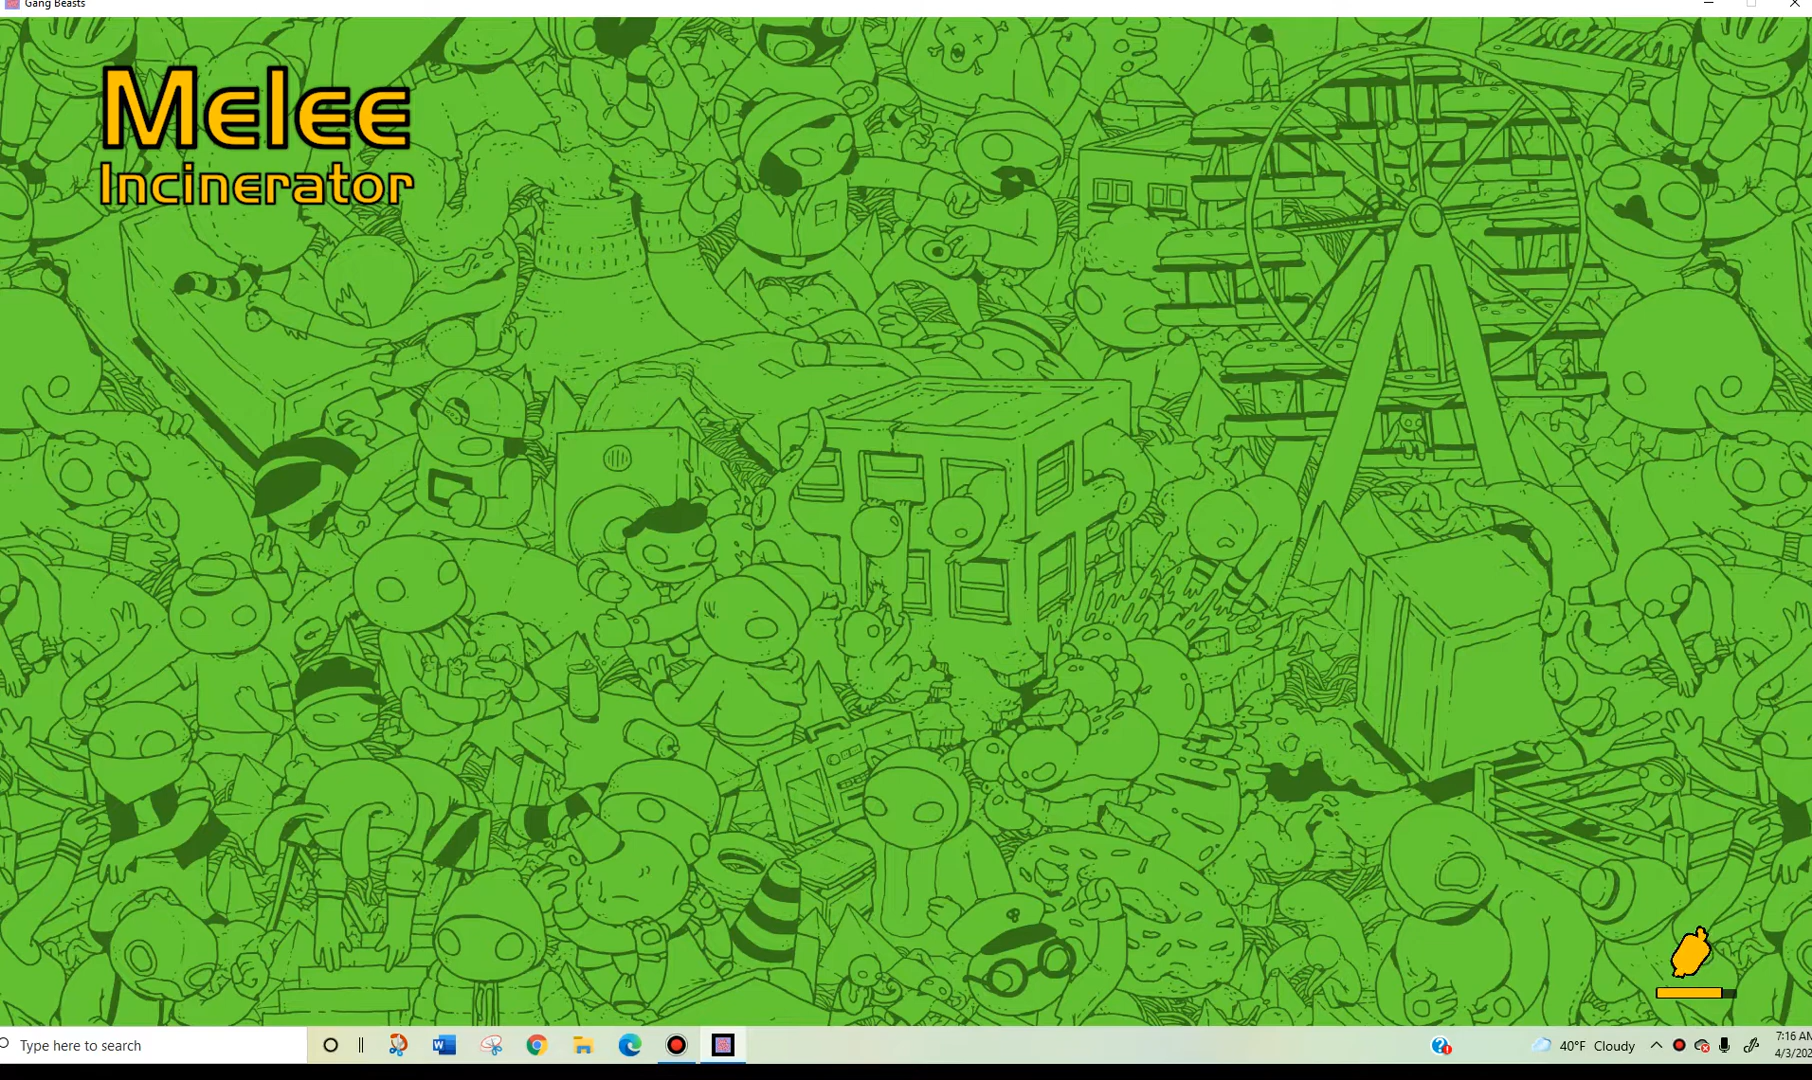 Gang Beasts
Melee
Incinerator
Type here to search
40°F Cloudy
7:16 AM